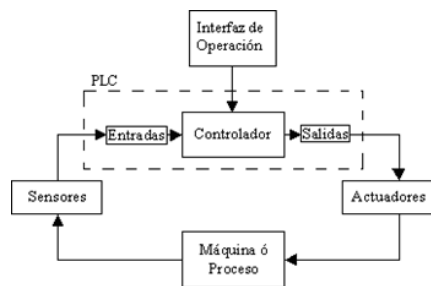 Interfaz de
Operación
PLC
Entradas
Controlador
Salidas
Sensores
Actuadores
Máquina ó
Proceso